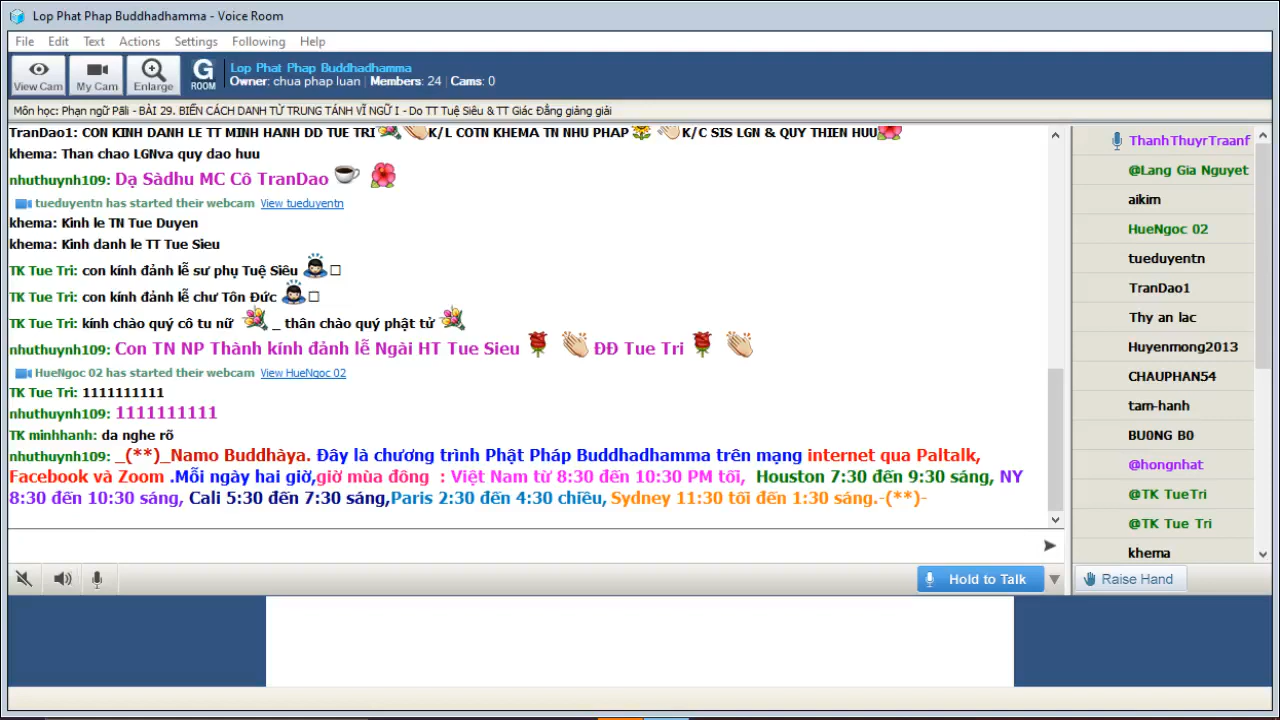 Lop Phat Phap Buddhadhamma - Voice Room
File Edit Text Actions Settings Following Help
View Cam My Cam Enlarge G ROOM
Lop Phat Phap Buddhadhamma
Owner: chua phap luan | Members: 24 | Cams: 0
Môn học: Phạn ngữ Pāli - BÀI 29. BIẾN CÁCH DANH TỪ TRUNG TÁNH VĨ NGỮ I - Do TT Tuệ Siêu & TT Giác Đẳng giảng giải
TranDao1: CON KINH DANH LE TT MINH HANH DD TUE TRI K/L COTN KHEMA TN NHU PHAP K/C SIS LGN & QUY THIEN HUU
khema: Than chao LGNva quy dao huu
nhuthuynh109: Dạ Sàdhu MC Cô TranDao
tueduyentn has started their webcam View tueduyentn
khema: Kinh le TN Tue Duyen
khema: Kinh danh le TT Tue Sieu
TK Tue Tri: con kính đảnh lễ sư phụ Tuệ Siêu
TK Tue Tri: con kính đảnh lễ chư Tôn Đức
TK Tue Tri: kính chào quý cô tu nữ _ thân chào quý phật tử
nhuthuynh109: Con TN NP Thành kính đảnh lễ Ngài HT Tue Sieu ĐĐ Tue Tri
HueNgoc 02 has started their webcam View HueNgoc 02
TK Tue Tri: 1111111111
nhuthuynh109: 1111111111
TK minhhanh: da nghe rõ
nhuthuynh109: _(**)_Namo Buddhàya. Đây là chương trình Phật Pháp Buddhadhamma trên mạng internet qua Paltalk,
Facebook và Zoom .Mỗi ngày hai giờ,giờ mùa đông : Việt Nam từ 8:30 đến 10:30 PM tối, Houston 7:30 đến 9:30 sáng, NY
8:30 đến 10:30 sáng, Cali 5:30 đến 7:30 sáng,Paris 2:30 đến 4:30 chiều, Sydney 11:30 tối đến 1:30 sáng.-(**)-
ThanhThuyrTraanf
@Lang Gia Nguyet
aikim
HueNgoc 02
tueduyentn
TranDao1
Thy an lac
Huyenmong2013
CHAUPHAN54
tam-hanh
BU0NG B0
@hongnhat
@TK TueTri
@TK Tue Tri
khema
Hold to Talk
Raise Hand